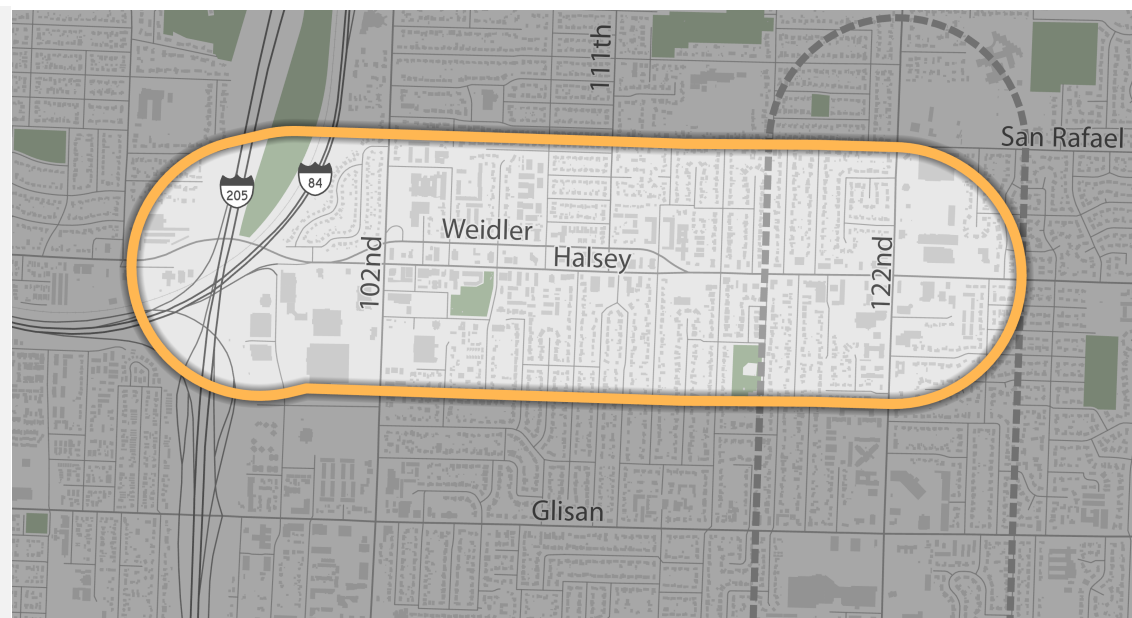 111th
San Rafael
84
205
Weidler
Halsey
102nd
122nd
Glisan